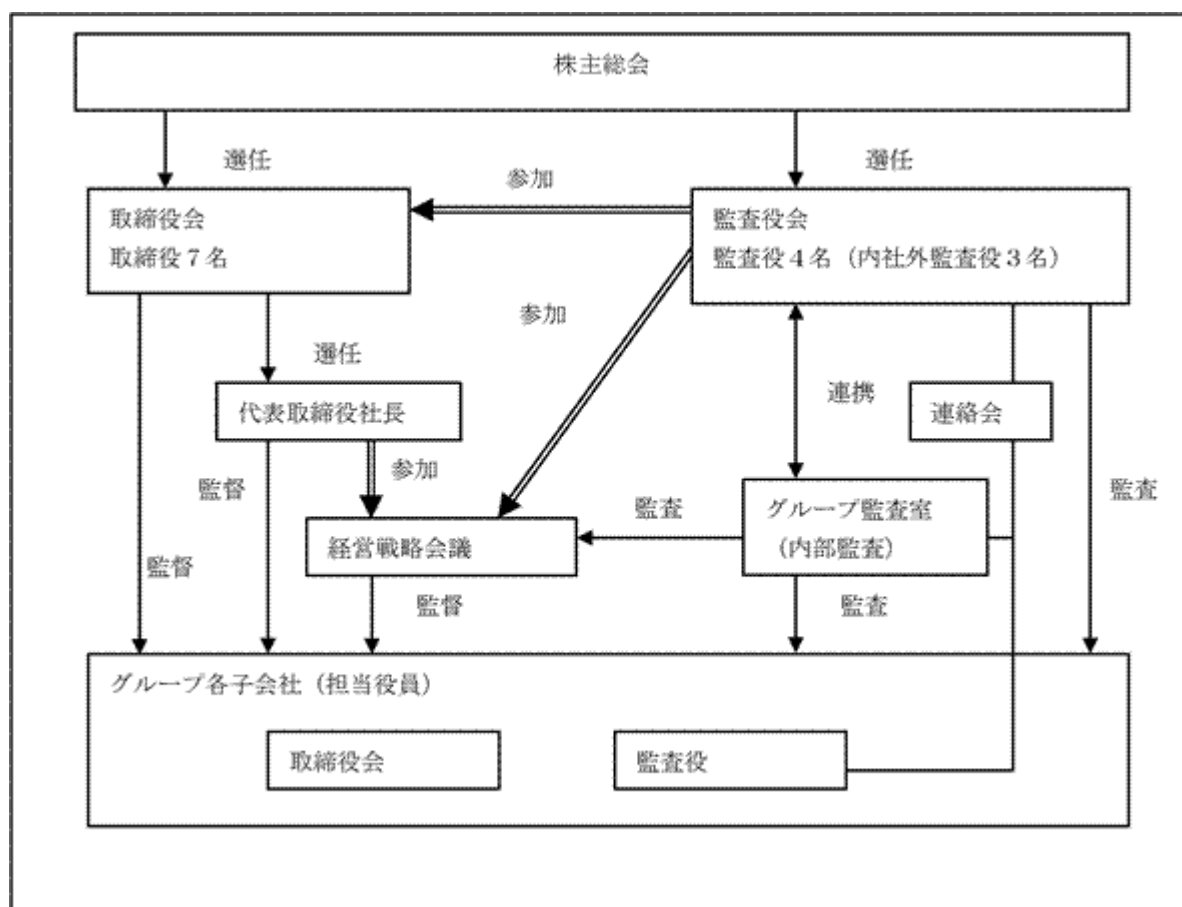 株主総会
選任
選任
参加
取締役会
取締役7名
監査役会
監査役4名（内社外監査役3名）
参加
選任
代表取締役社長
連携
連絡会
参加
監督
監査
グループ監査室
（内部監査）
監査
経営戦略会議
監督
監督
監査
グループ各子会社（担当役員）
取締役会
監査役